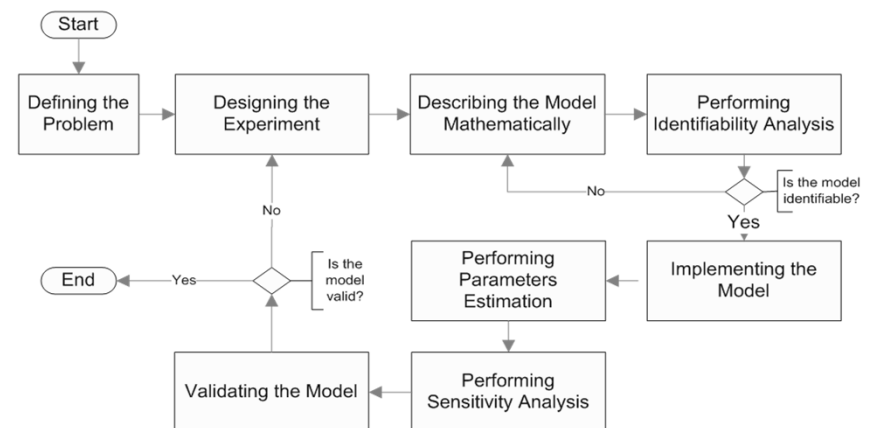 Start
Defining the
Problem
Designing the
Experiment
Describing the Model
Mathematically
Performing
Identifiability Analysis
No
Is the model
identifiable?
Yes
Implementing the
Model
Performing
Parameters
Estimation
Performing
Sensitivity Analysis
Validating the Model
Is the
model
valid?
No
Yes
End